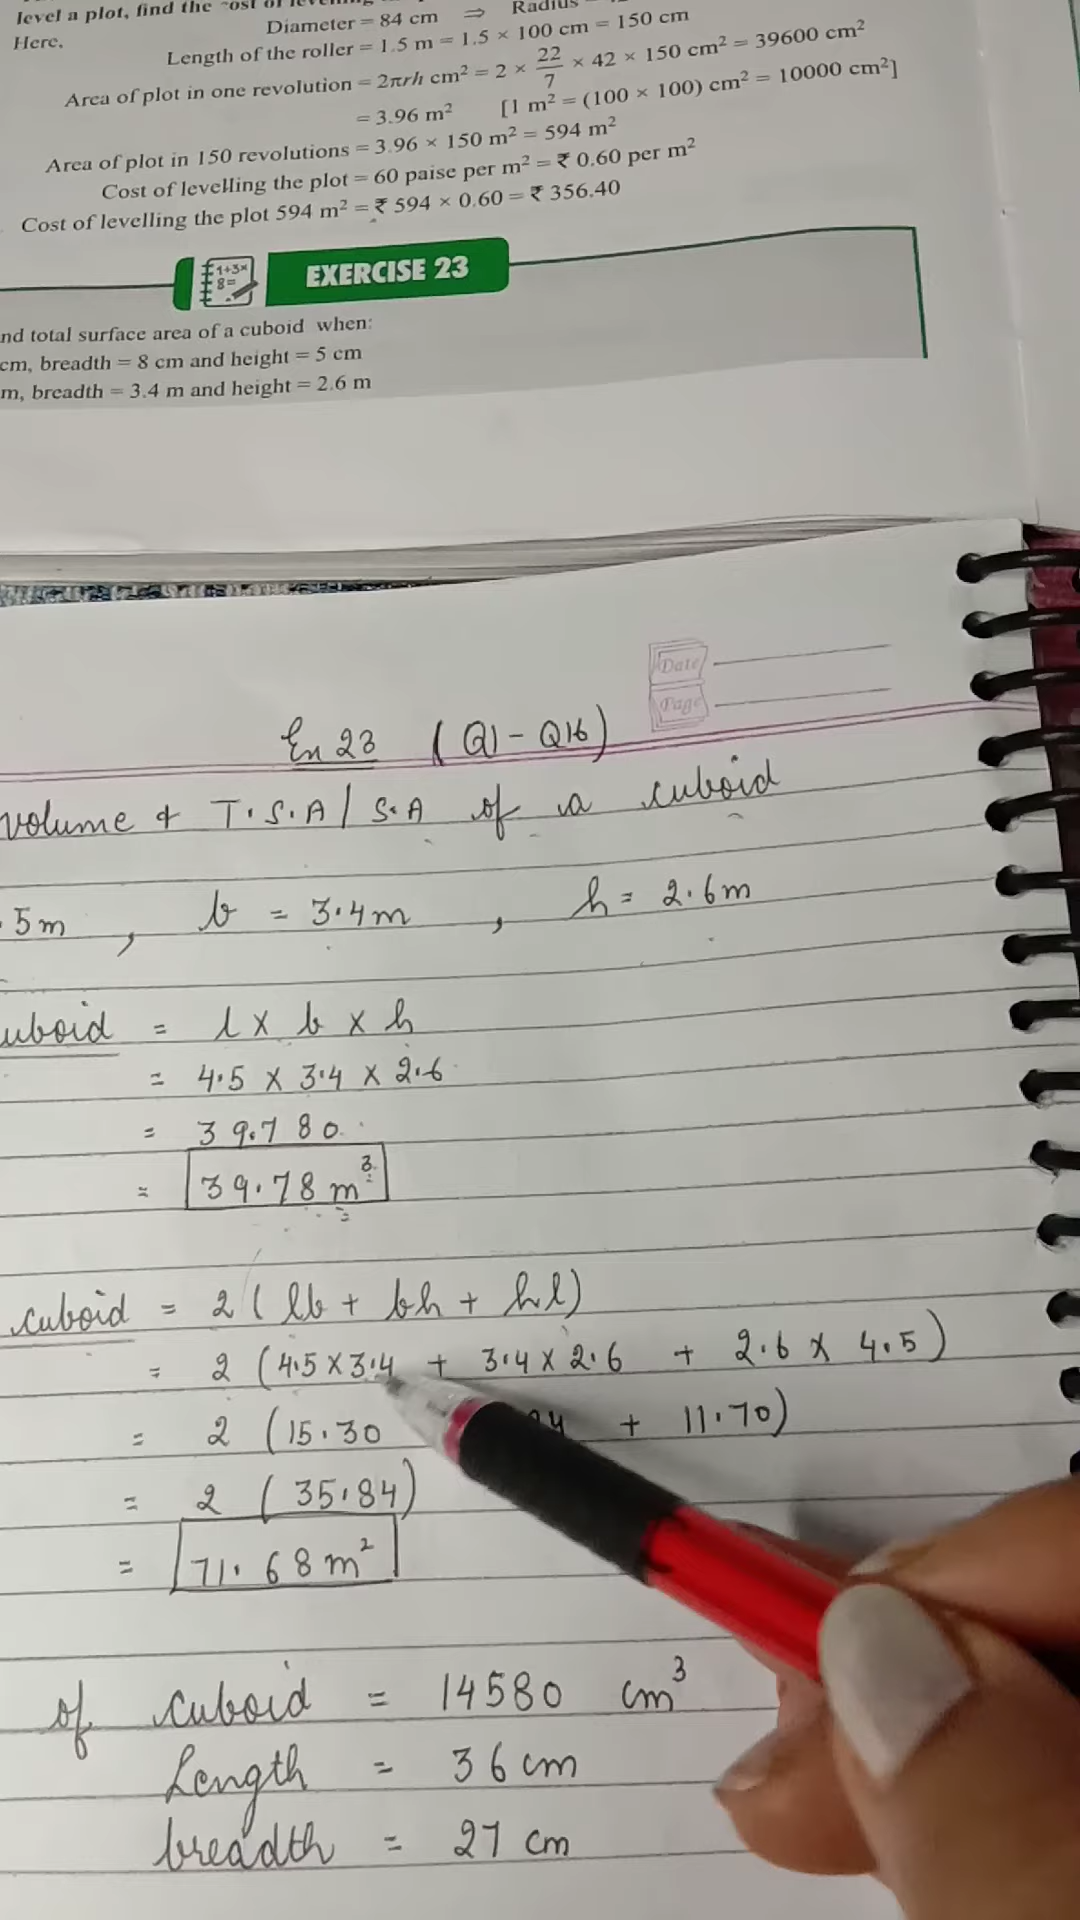 level a plot, find the cost of
Diameter = 84 cm ⇒ Radius =
Here,
Length of the roller = 1.5 m = 1.5 × 100 cm = 150 cm
Area of plot in one revolution = 2πrh cm² = 2 × 22/7 × 42 × 150 cm² = 39600 cm²
= 3.96 m² [1 m² = (100 × 100) cm² = 10000 cm²]
Area of plot in 150 revolutions = 3.96 × 150 m² = 594 m²
Cost of levelling the plot = 60 paise per m² = ₹ 0.60 per m²
Cost of levelling the plot 594 m² = ₹ 594 × 0.60 = ₹ 356.40
1+3×
8=
EXERCISE 23
nd total surface area of a cuboid when:
cm, breadth = 8 cm and height = 5 cm
m, breadth = 3.4 m and height = 2.6 m
Date
Page
Ex 23 (Q1 - Q16)
volume & T.S.A / S.A of a cuboid
.5m , b = 3.4m , h = 2.6m
uboid = l × b × h
= 4.5 × 3.4 × 2.6
= 39.780
= 39.78 m³
cuboid = 2 ( lb + bh + hl)
= 2 (4.5 × 3.4 + 3.4 × 2.6 + 2.6 × 4.5)
= 2 (15.30 84 + 11.70)
= 2 (35.84)
= 71.68 m²
of cuboid = 14580 cm³
Length = 36 cm
breadth = 27 cm